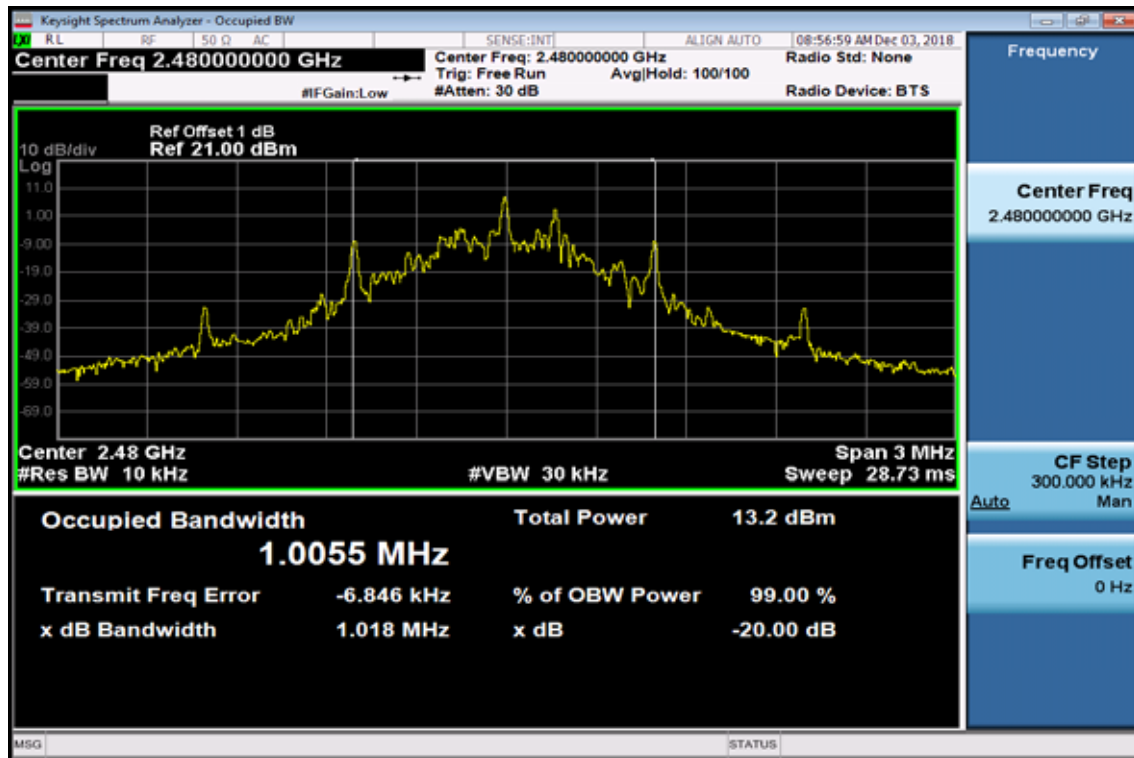 Keysight Spectrum Analyzer - Occupied BW
LXI RL RF 50 Ω AC SENSE:INT ALIGN AUTO 08:56:59 AM Dec 03, 2018
Center Freq 2.480000000 GHz
Center Freq: 2.480000000 GHz Radio Std: None
Trig: Free Run Avg|Hold: 100/100
#IFGain:Low #Atten: 30 dB Radio Device: BTS
Frequency
Ref Offset 1 dB
10 dB/div Ref 21.00 dBm
Log
11.0
1.00
-9.00
-19.0
-29.0
-39.0
-49.0
-59.0
-69.0
Center Freq
2.480000000 GHz
Center 2.48 GHz Span 3 MHz
#Res BW 10 kHz #VBW 30 kHz Sweep 28.73 ms
CF Step
300.000 kHz
Auto Man
Occupied Bandwidth Total Power 13.2 dBm
1.0055 MHz
Transmit Freq Error -6.846 kHz % of OBW Power 99.00 %
x dB Bandwidth 1.018 MHz x dB -20.00 dB
Freq Offset
0 Hz
MSG STATUS